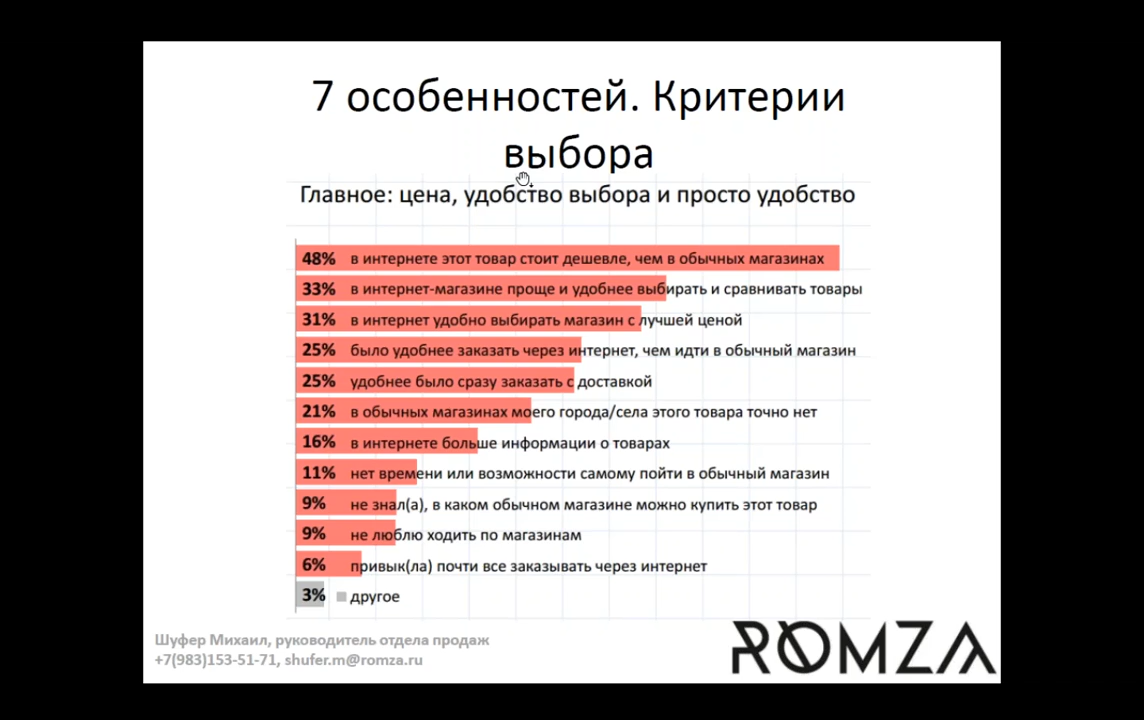 7 особенностей. Критерии
выбора
Главное: цена, удобство выбора и просто удобство
48% в интернете этот товар стоит дешевле, чем в обычных магазинах
33% в интернет-магазине проще и удобнее выбирать и сравнивать товары
31% в интернет удобно выбирать магазин с лучшей ценой
25% было удобнее заказать через интернет, чем идти в обычный магазин
25% удобнее было сразу заказать с доставкой
21% в обычных магазинах моего города/села этого товара точно нет
16% в интернете больше информации о товарах
11% нет времени или возможности самому пойти в обычный магазин
9% не знал(а), в каком обычном магазине можно купить этот товар
9% не люблю ходить по магазинам
6% привык(ла) почти все заказывать через интернет
3% другое
Шуфер Михаил, руководитель отдела продаж
+7(983)153-51-71, shufer.m@romza.ru
ROMZA